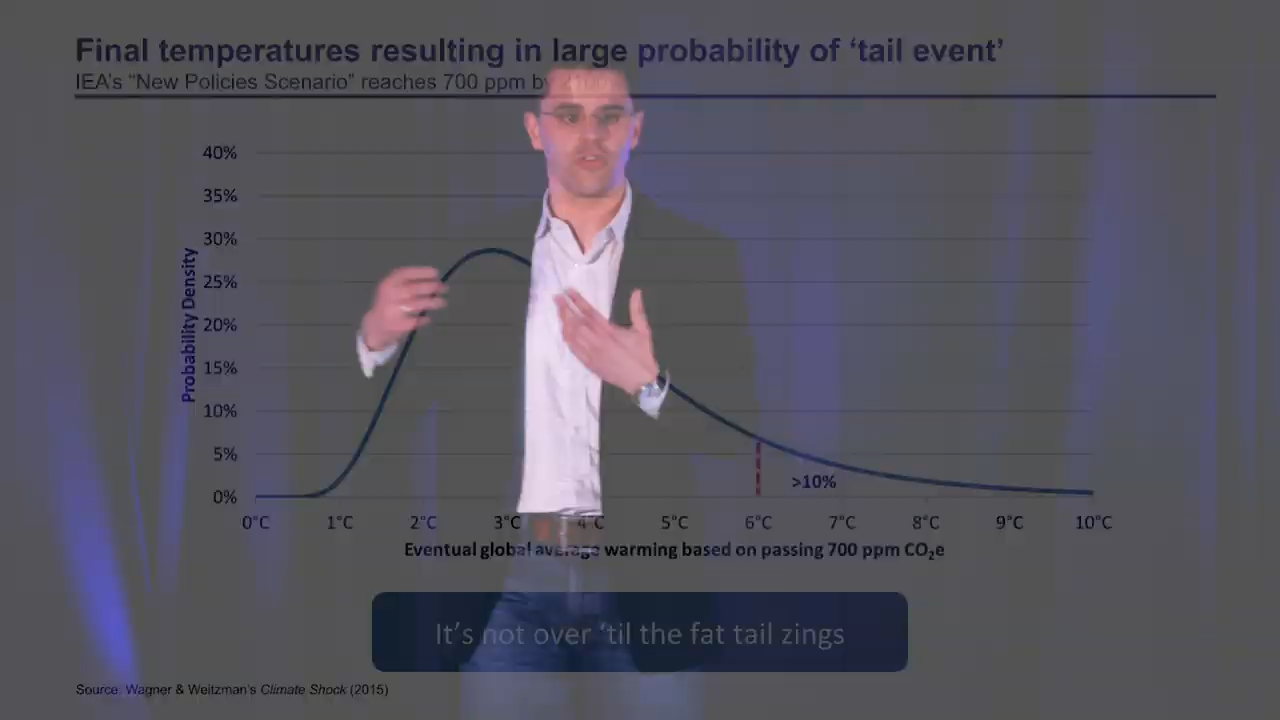 Final temperatures resulting in large probability of ‘tail event’
IEA’s “New Policies Scenario” reaches 700 ppm by 2100
40%
35%
30%
25%
20%
15%
10%
5%
0%
Probability Density
>10%
0°C 1°C 2°C 3°C 4°C 5°C 6°C 7°C 8°C 9°C 10°C
Eventual global average warming based on passing 700 ppm CO₂e
It’s not over ‘til the fat tail zings
Source: Wagner & Weitzman’s Climate Shock (2015)